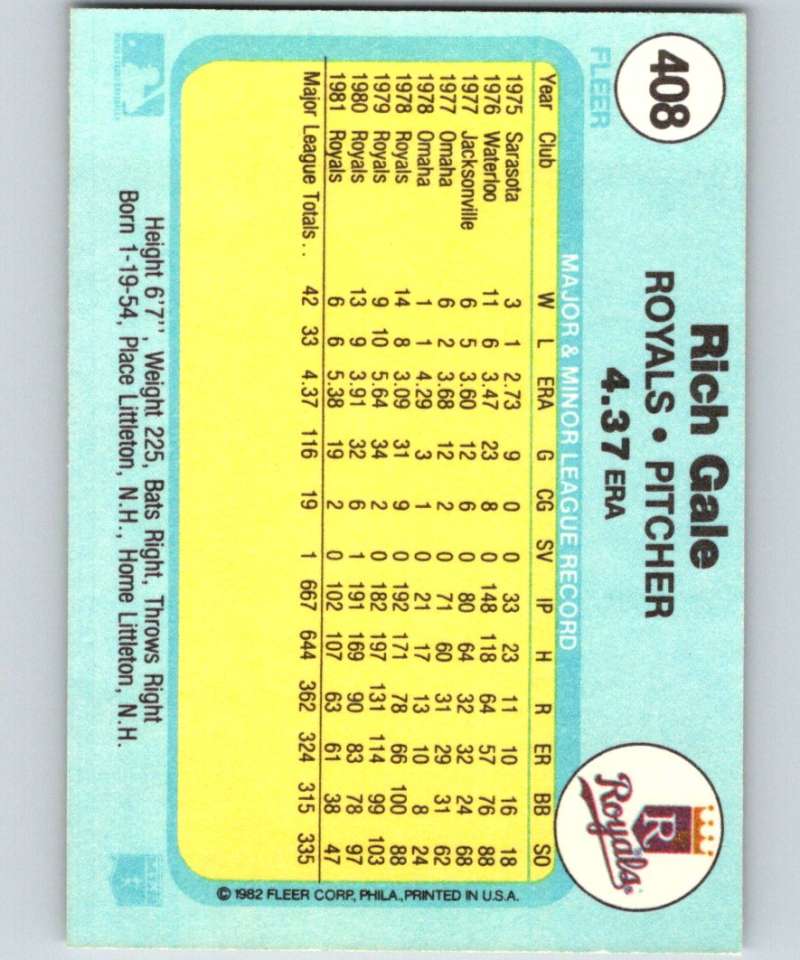 408
FLEER
Rich Gale
ROYALS • PITCHER
4.37 ERA
R
Royals
MAJOR & MINOR LEAGUE RECORD
Year Club W L ERA G CG SV IP H R ER BB SO
1975 Sarasota 3 1 2.73 9 0 0 33 23 11 10 16 18
1976 Waterloo 11 6 3.47 23 8 0 148 118 64 57 76 88
1977 Jacksonville 6 5 3.60 12 6 0 80 64 32 32 24 68
1977 Omaha 6 2 3.68 12 2 0 71 60 31 29 31 62
1978 Omaha 1 1 4.29 3 1 0 21 17 13 10 8 24
1978 Royals 14 8 3.09 31 9 0 192 171 78 66 100 88
1979 Royals 9 10 5.64 34 2 0 182 197 131 114 99 103
1980 Royals 13 9 3.91 32 6 1 191 169 90 83 78 97
1981 Royals 6 6 5.38 19 2 0 102 107 63 61 38 47
Major League Totals . . 42 33 4.37 116 19 1 667 644 362 324 315 335
© 1982 FLEER CORP, PHILA., PRINTED IN U.S.A.
Height 6'7", Weight 225, Bats Right, Throws Right
Born 1-19-54, Place Littleton, N.H., Home Littleton, N.H.